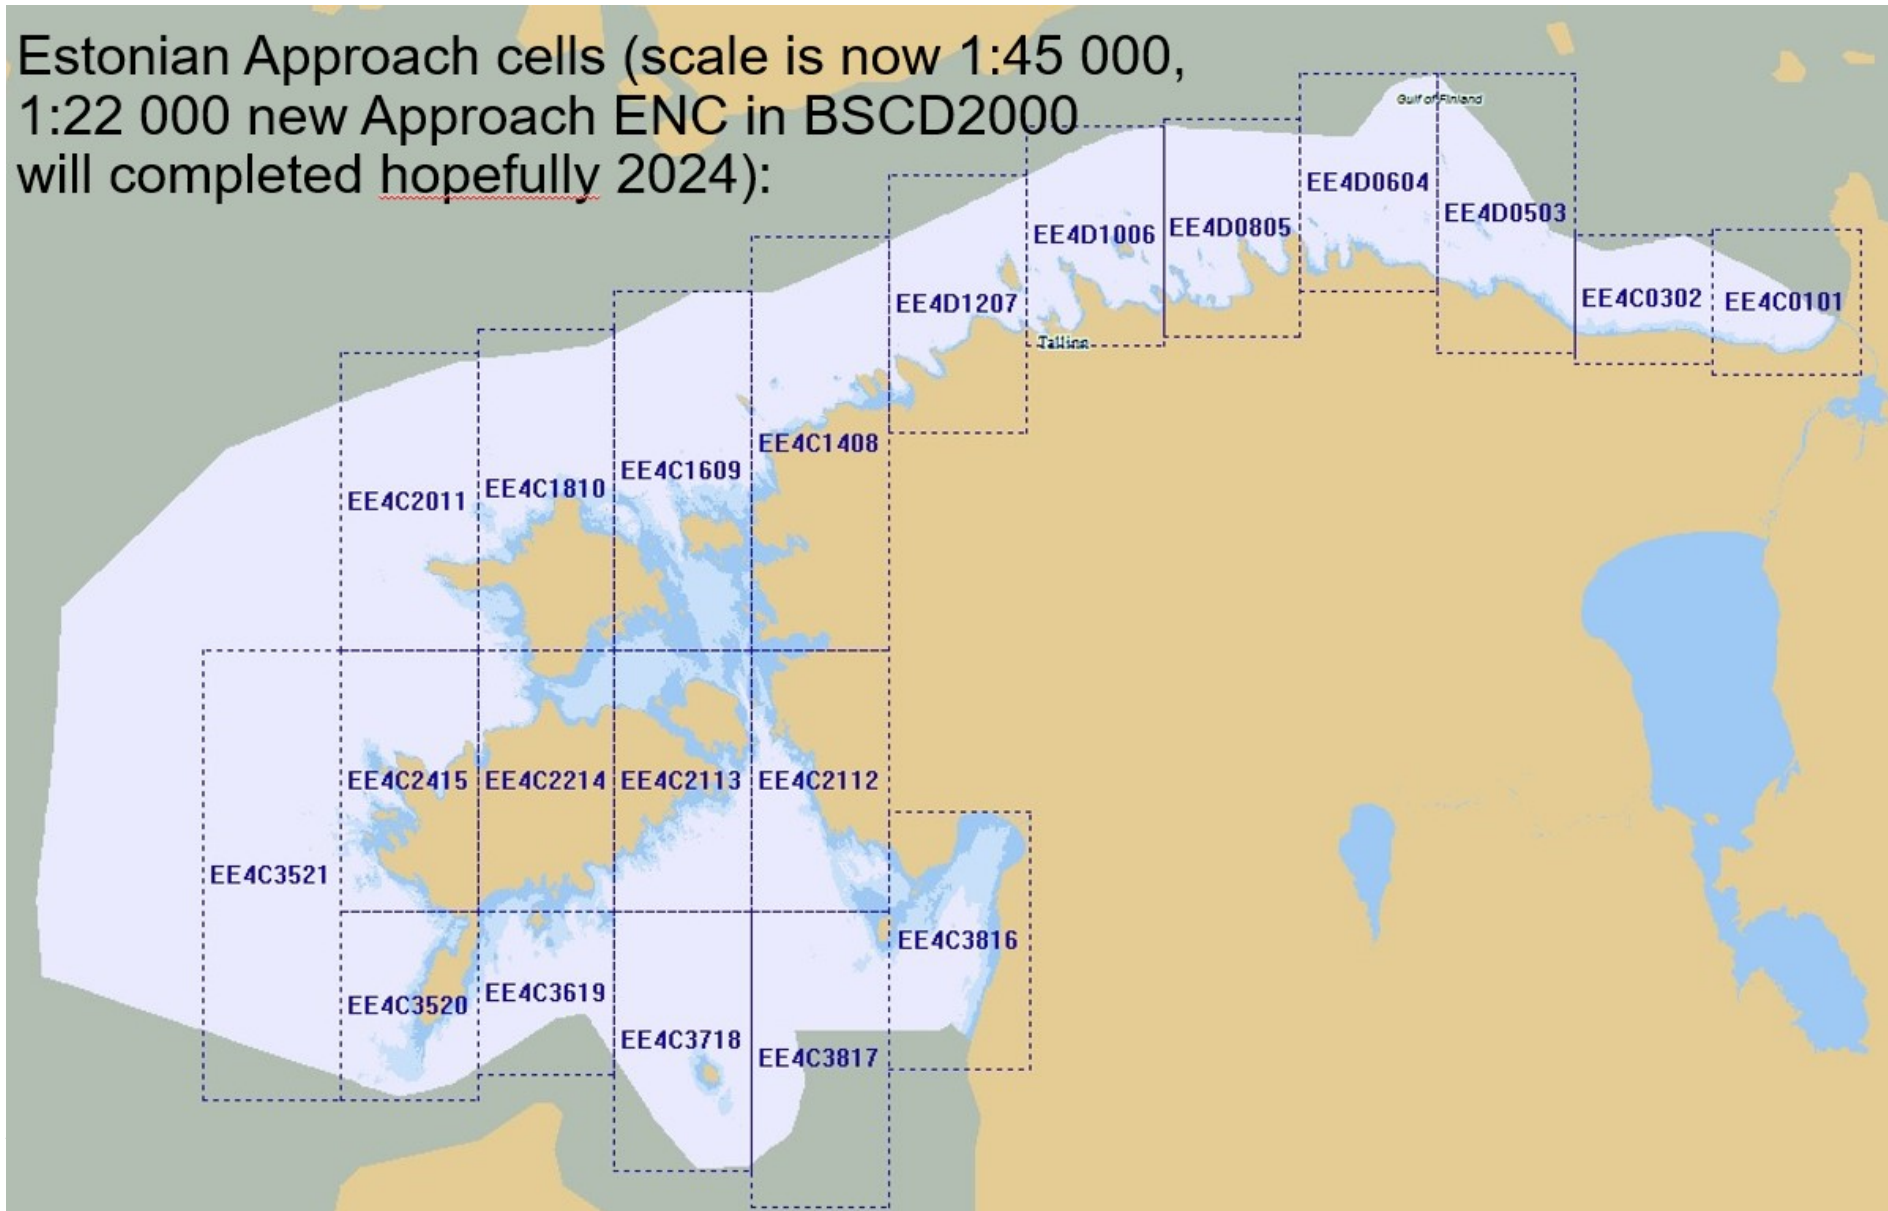 Estonian Approach cells (scale is now 1:45 000,
1:22 000 new Approach ENC in BSCD2000
will completed hopefully 2024):
Gulf of Finland
EE4D0604
EE4D0503
EE4D1006
EE4D0805
EE4D1207
EE4C0302
EE4C0101
Tallinn
EE4C1408
EE4C1609
EE4C1810
EE4C2011
EE4C2415
EE4C2214
EE4C2113
EE4C2112
EE4C3521
EE4C3816
EE4C3520
EE4C3619
EE4C3718
EE4C3817